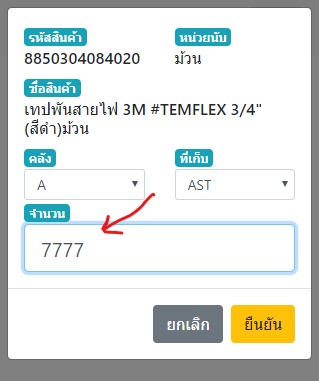 รหัสสินค้า หน่วยนับ
8850304084020 ม้วน
ชื่อสินค้า
เทปพันสายไฟ 3M #TEMFLEX 3/4"
(สีดำ)ม้วน
คลัง ที่เก็บ
A AST
จำนวน
7777
ยกเลิก ยืนยัน